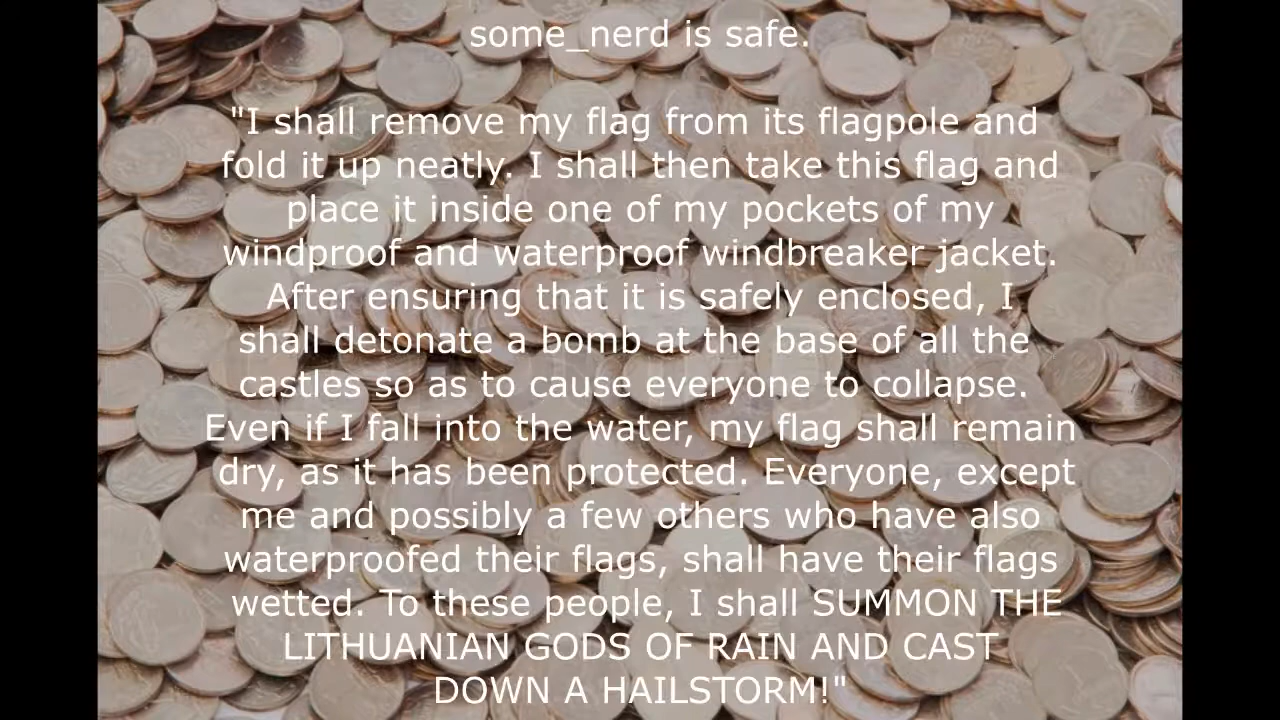 some_nerd is safe.
"I shall remove my flag from its flagpole and
fold it up neatly. I shall then take this flag and
place it inside one of my pockets of my
windproof and waterproof windbreaker jacket.
After ensuring that it is safely enclosed, I
shall detonate a bomb at the base of all the
castles so as to cause everyone to collapse.
Even if I fall into the water, my flag shall remain
dry, as it has been protected. Everyone, except
me and possibly a few others who have also
waterproofed their flags, shall have their flags
wetted. To these people, I shall SUMMON THE
LITHUANIAN GODS OF RAIN AND CAST
DOWN A HAILSTORM!"